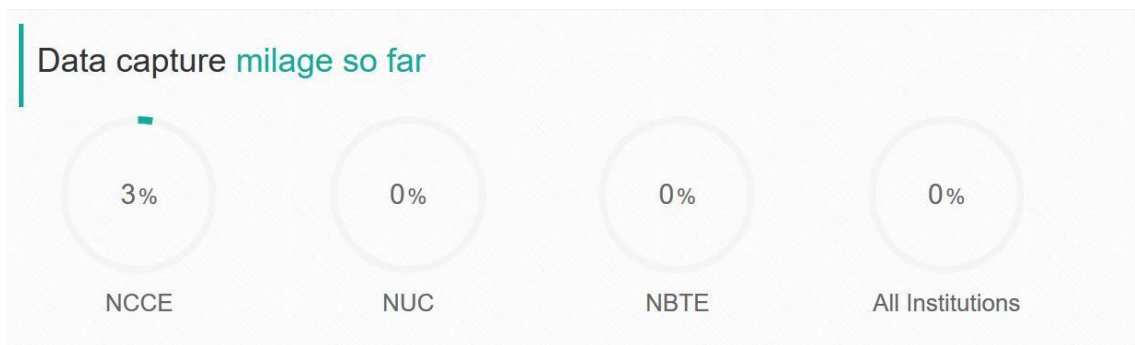 Data capture milage so far
3% 0% 0% 0%
NCCE NUC NBTE All Institutions